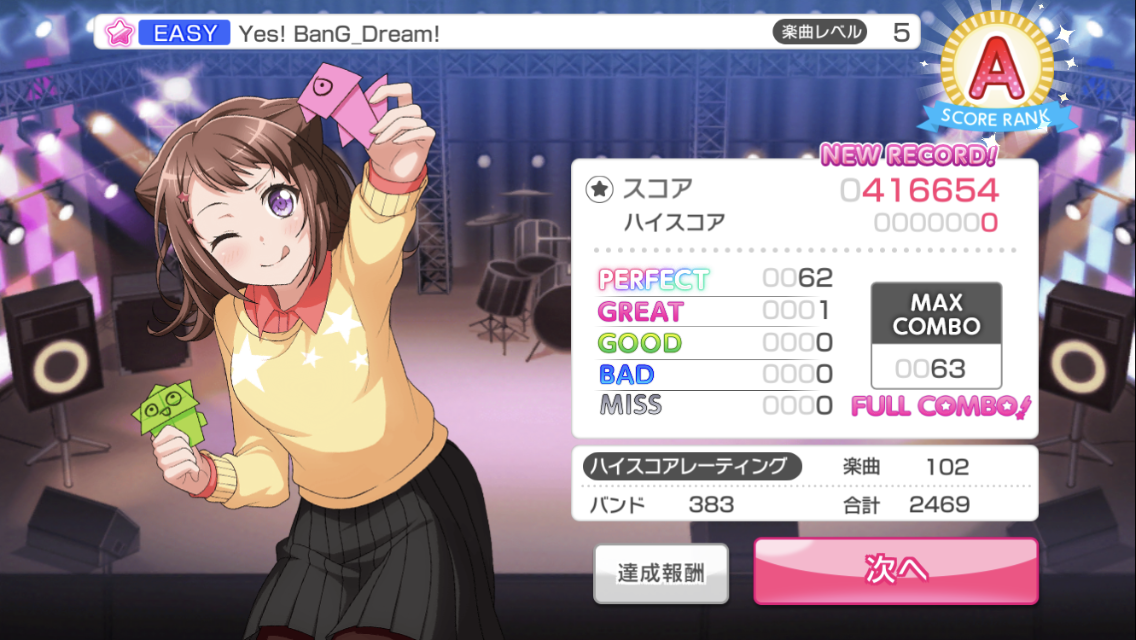 EASY Yes! BanG_Dream! 楽曲レベル 5
A
SCORE RANK
NEW RECORD!
スコア 0416654
ハイスコア 00000000
PERFECT 0062
GREAT 0001
GOOD 0000
BAD 0000
MISS 0000
MAX
COMBO
0063
FULL COMBO!
ハイスコアレーティング 楽曲 102
バンド 383 合計 2469
達成報酬 次へ